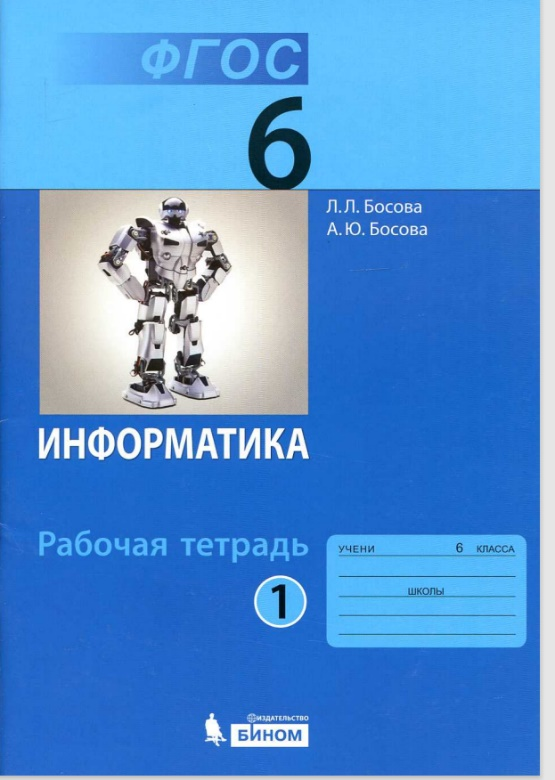 ФГОС
6
Л.Л. Босова
А.Ю. Босова
ИНФОРМАТИКА
Рабочая тетрадь
1
УЧЕНИ 6 КЛАССА
ШКОЛЫ
ИЗДАТЕЛЬСТВО
БИНОМ